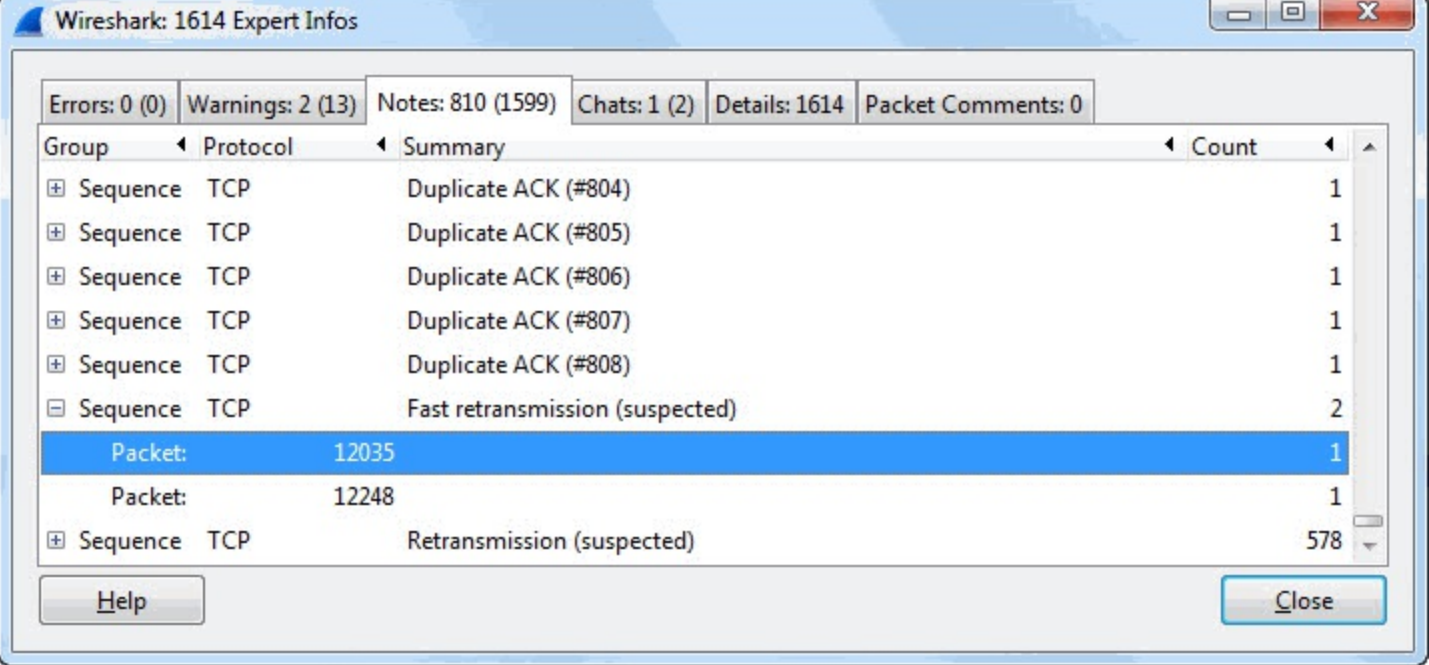 Wireshark: 1614 Expert Infos
Errors: 0 (0) Warnings: 2 (13) Notes: 810 (1599) Chats: 1 (2) Details: 1614 Packet Comments: 0
Group Protocol Summary Count
Sequence TCP Duplicate ACK (#804) 1
Sequence TCP Duplicate ACK (#805) 1
Sequence TCP Duplicate ACK (#806) 1
Sequence TCP Duplicate ACK (#807) 1
Sequence TCP Duplicate ACK (#808) 1
Sequence TCP Fast retransmission (suspected) 2
Packet: 12035 1
Packet: 12248 1
Sequence TCP Retransmission (suspected) 578
Help Close